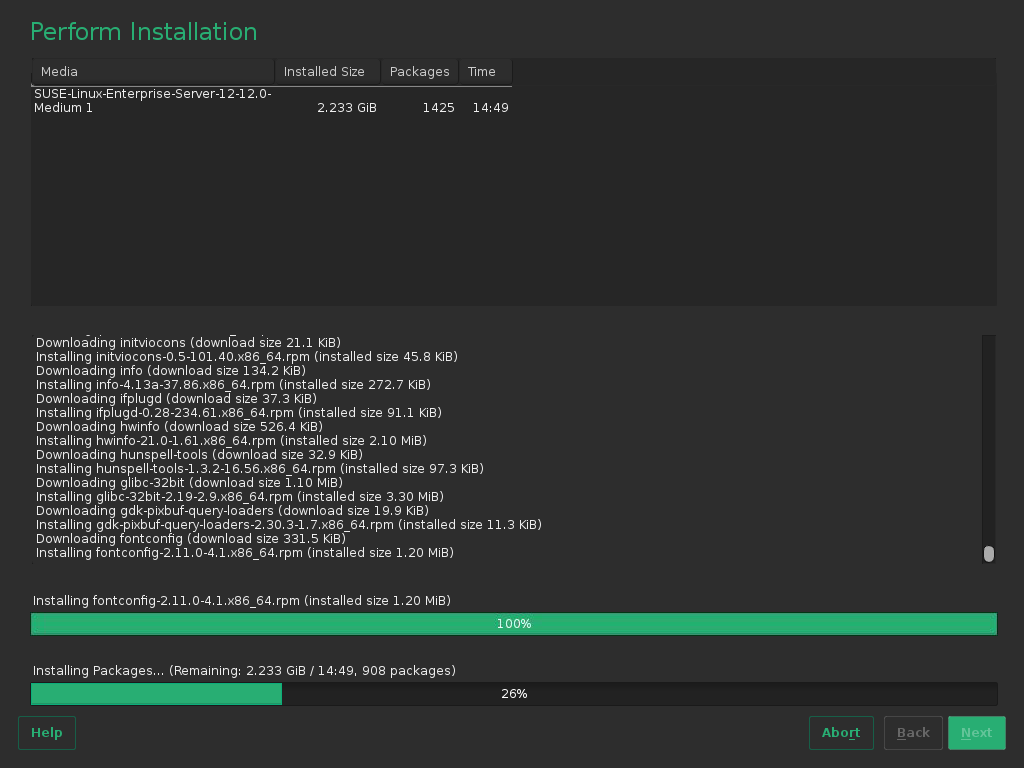 Perform Installation
Media Installed Size Packages Time
SUSE-Linux-Enterprise-Server-12-12.0-
Medium 1 2.233 GiB 1425 14:49
Downloading initviocons (download size 21.1 KiB)
Installing initviocons-0.5-101.40.x86_64.rpm (installed size 45.8 KiB)
Downloading info (download size 134.2 KiB)
Installing info-4.13a-37.86.x86_64.rpm (installed size 272.7 KiB)
Downloading ifplugd (download size 37.3 KiB)
Installing ifplugd-0.28-234.61.x86_64.rpm (installed size 91.1 KiB)
Downloading hwinfo (download size 526.4 KiB)
Installing hwinfo-21.0-1.61.x86_64.rpm (installed size 2.10 MiB)
Downloading hunspell-tools (download size 32.9 KiB)
Installing hunspell-tools-1.3.2-16.56.x86_64.rpm (installed size 97.3 KiB)
Downloading glibc-32bit (download size 1.10 MiB)
Installing glibc-32bit-2.19-2.9.x86_64.rpm (installed size 3.30 MiB)
Downloading gdk-pixbuf-query-loaders (download size 19.9 KiB)
Installing gdk-pixbuf-query-loaders-2.30.3-1.7.x86_64.rpm (installed size 11.3 KiB)
Downloading fontconfig (download size 331.5 KiB)
Installing fontconfig-2.11.0-4.1.x86_64.rpm (installed size 1.20 MiB)
Installing fontconfig-2.11.0-4.1.x86_64.rpm (installed size 1.20 MiB)
100%
Installing Packages... (Remaining: 2.233 GiB / 14:49, 908 packages)
26%
Help Abort Back Next